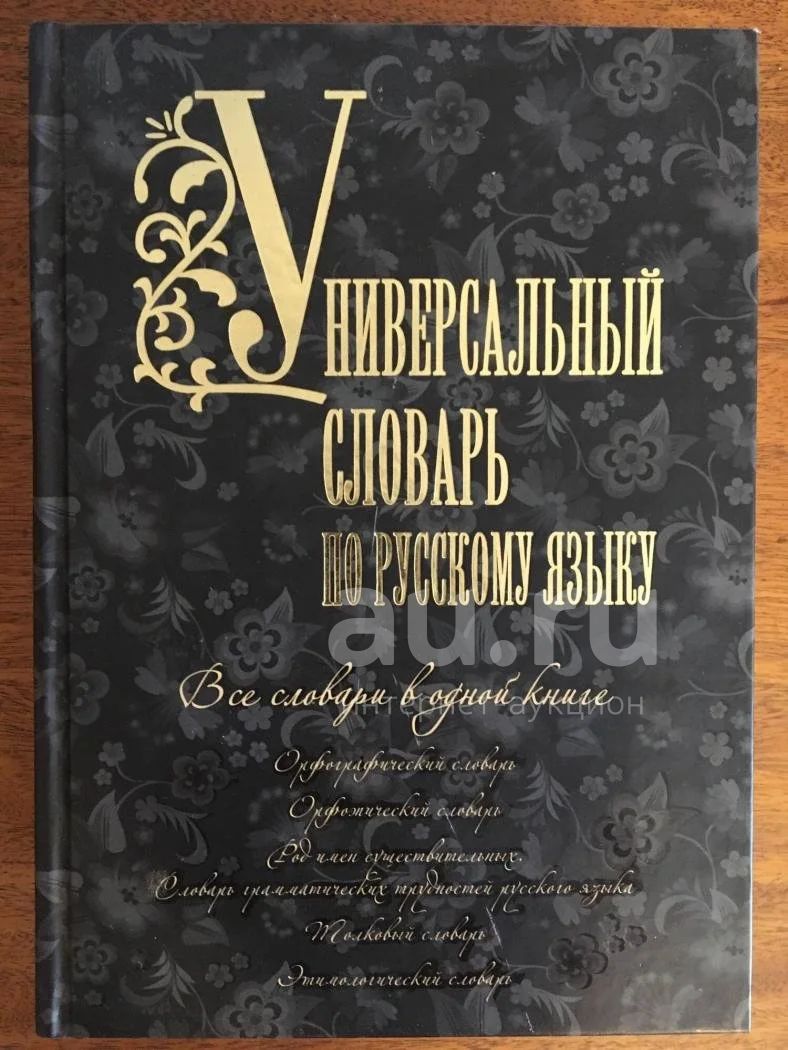 Универсальный
словарь
по русскому языку
au.ru
интернет-аукцион
Все словари в одной книге
Орфографический словарь
Орфоэпический словарь
Род имен существительных.
Словарь грамматических трудностей русского языка
Толковый словарь
Этимологический словарь